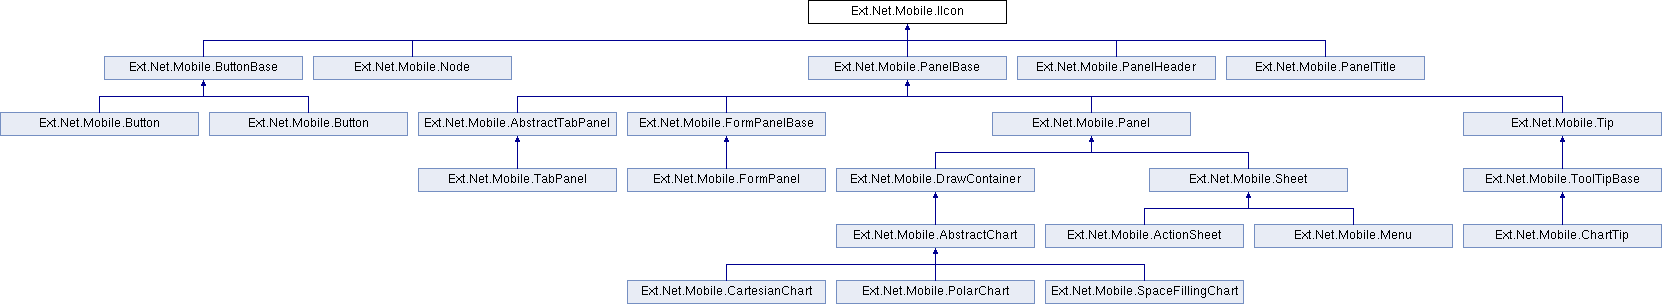 Ext.Net.Mobile.IIcon
Ext.Net.Mobile.ButtonBase
Ext.Net.Mobile.Node
Ext.Net.Mobile.PanelBase
Ext.Net.Mobile.PanelHeader
Ext.Net.Mobile.PanelTitle
Ext.Net.Mobile.Button
Ext.Net.Mobile.Button
Ext.Net.Mobile.AbstractTabPanel
Ext.Net.Mobile.FormPanelBase
Ext.Net.Mobile.Panel
Ext.Net.Mobile.Tip
Ext.Net.Mobile.TabPanel
Ext.Net.Mobile.FormPanel
Ext.Net.Mobile.DrawContainer
Ext.Net.Mobile.Sheet
Ext.Net.Mobile.ToolTipBase
Ext.Net.Mobile.AbstractChart
Ext.Net.Mobile.ActionSheet
Ext.Net.Mobile.Menu
Ext.Net.Mobile.ChartTip
Ext.Net.Mobile.CartesianChart
Ext.Net.Mobile.PolarChart
Ext.Net.Mobile.SpaceFillingChart